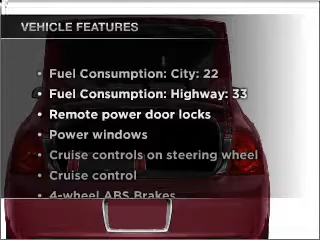 VEHICLE FEATURES
• Fuel Consumption: City: 22
• Fuel Consumption: Highway: 33
• Remote power door locks
• Power windows
• Cruise controls on steering wheel
• Cruise control
• 4-wheel ABS Brakes